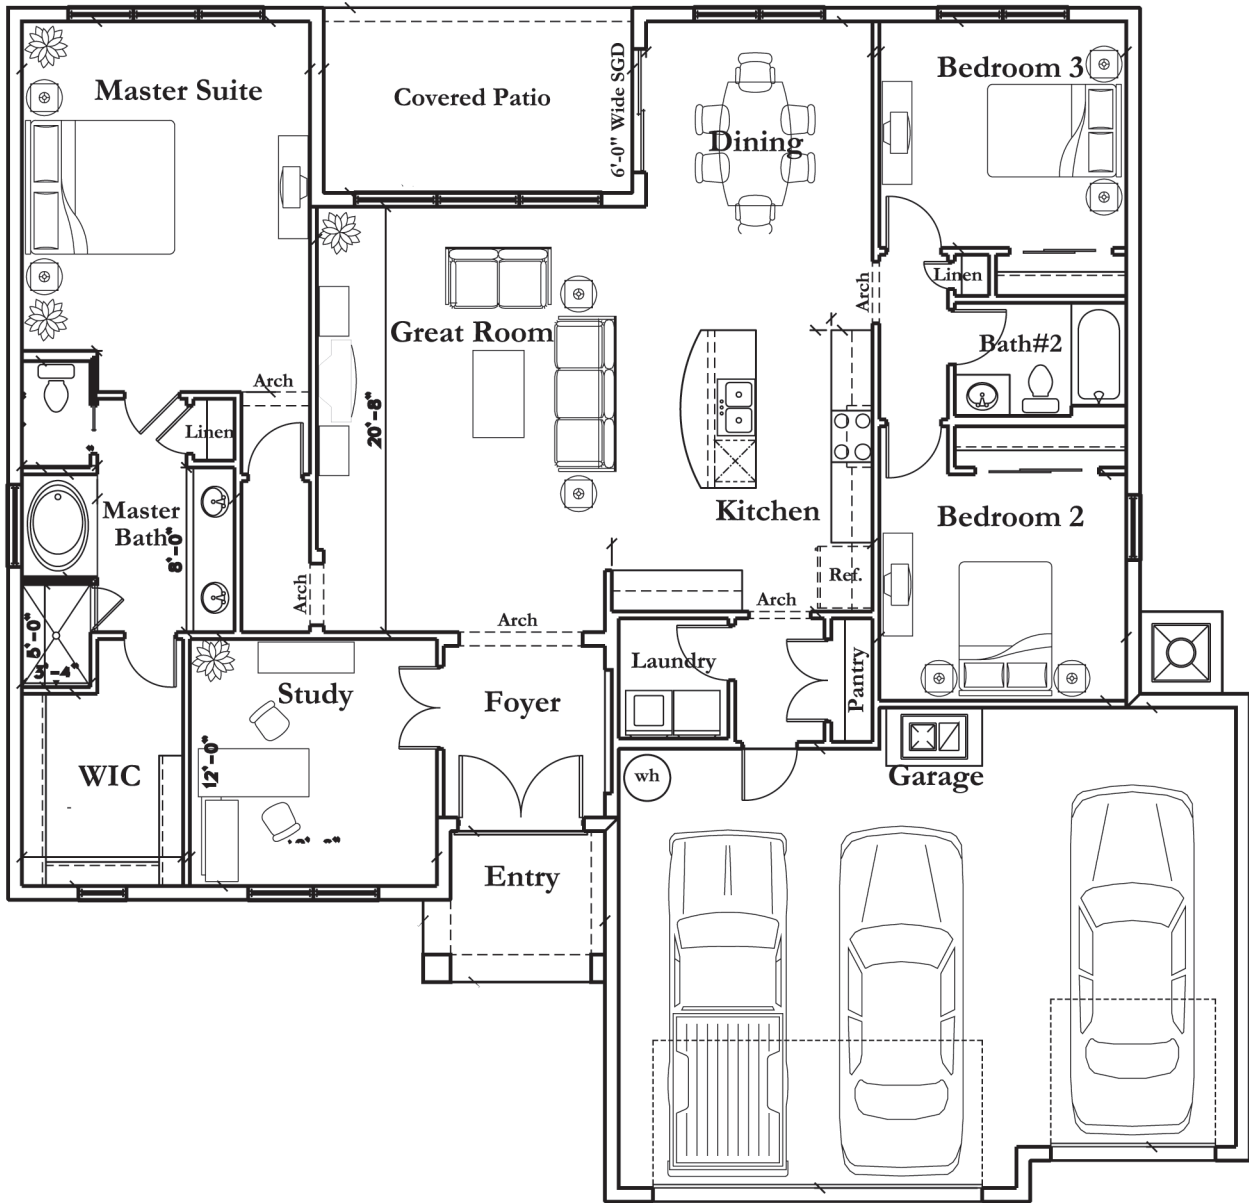 Master Suite
Covered Patio
6'-0" Wide SGD
Dining
Bedroom 3
Linen
Arch
Great Room
Bath#2
Arch
Linen
20'-8"
Master
Bath
8'-0"
Kitchen
Bedroom 2
Ref.
Arch
Arch
Arch
5'-0"
Laundry
Pantry
Study
Foyer
12'-0"
WIC
wh
Garage
Entry